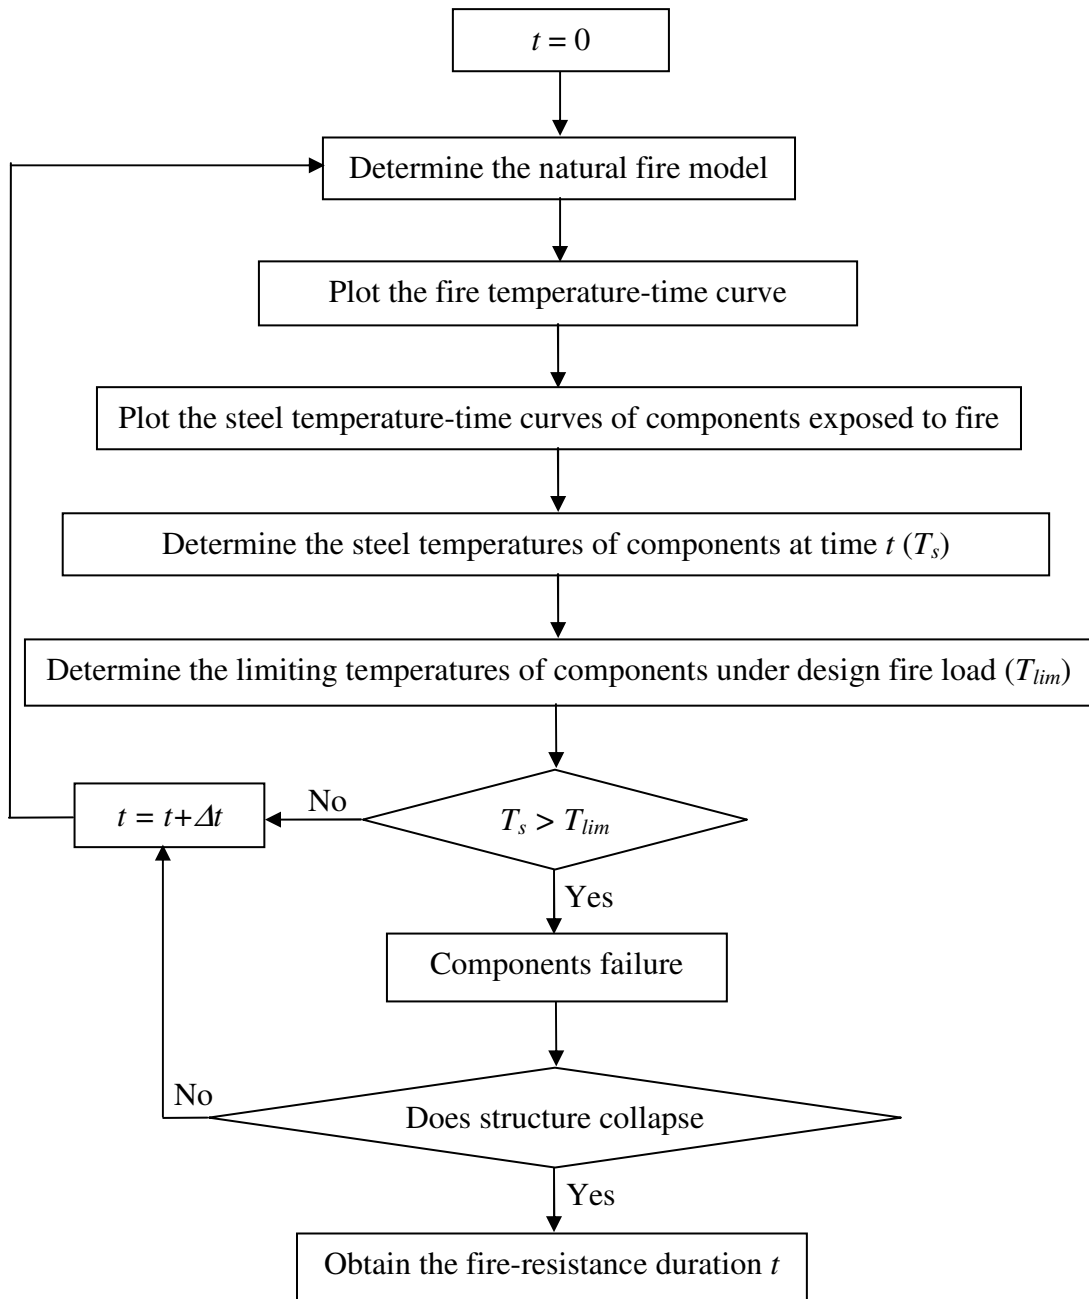 t = 0
Determine the natural fire model
Plot the fire temperature-time curve
Plot the steel temperature-time curves of components exposed to fire
Determine the steel temperatures of components at time t (Ts)
Determine the limiting temperatures of components under design fire load (Tlim)
t = t+Δt
No
Ts > Tlim
Yes
Components failure
No
Does structure collapse
Yes
Obtain the fire-resistance duration t